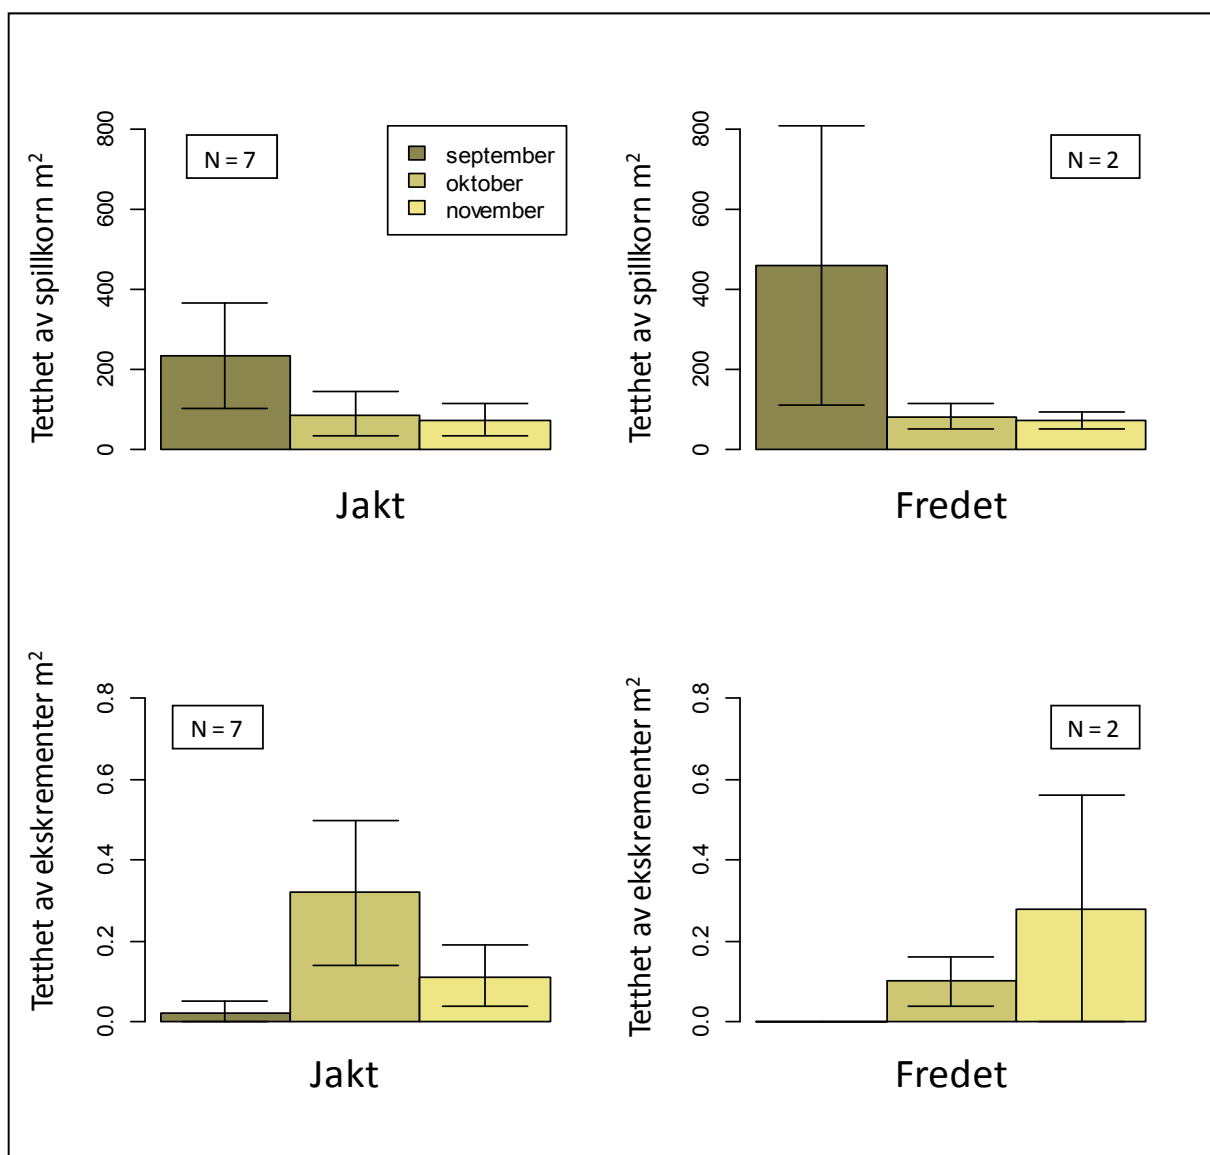 Tetthet av spillkorn m²
800
600
400
200
0
N = 7
september
oktober
november
Jakt
Tetthet av spillkorn m²
800
600
400
200
0
N = 2
Fredet
Tetthet av ekskrementer m²
0.8
0.6
0.4
0.2
0.0
N = 7
Jakt
Tetthet av ekskrementer m²
0.8
0.6
0.4
0.2
0.0
N = 2
Fredet